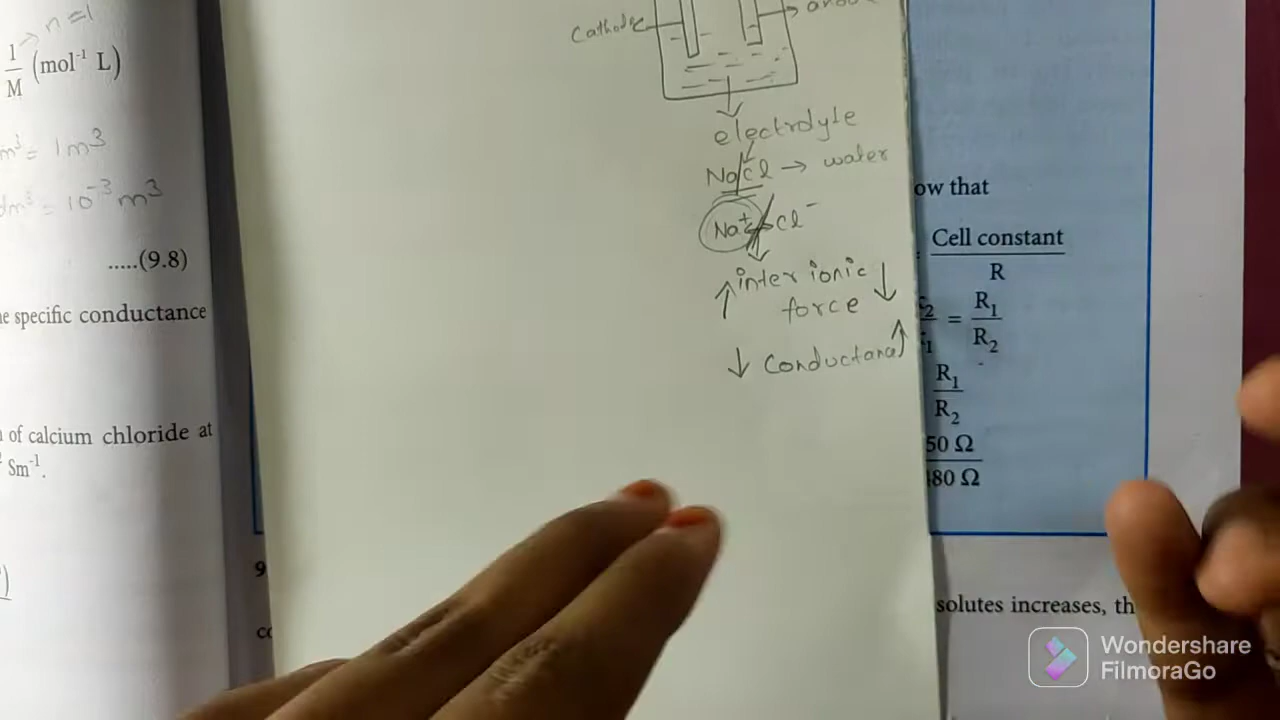 n=1
1/M (mol⁻¹ L)
m³ = 1m³
dm³ = 10⁻³ m³
.....(9.8)
specific conductance
of calcium chloride at
Sm⁻¹.
Cathode
electrolyte
NaCl → water
Na⁺ Cl⁻
↑ inter ionic ↓
force
↓ Conductance ↑
ow that
Cell constant
R
= R₁/R₂
R₁
R₂
50 Ω
80 Ω
9
solutes increases, th
Wondershare
FilmoraGo